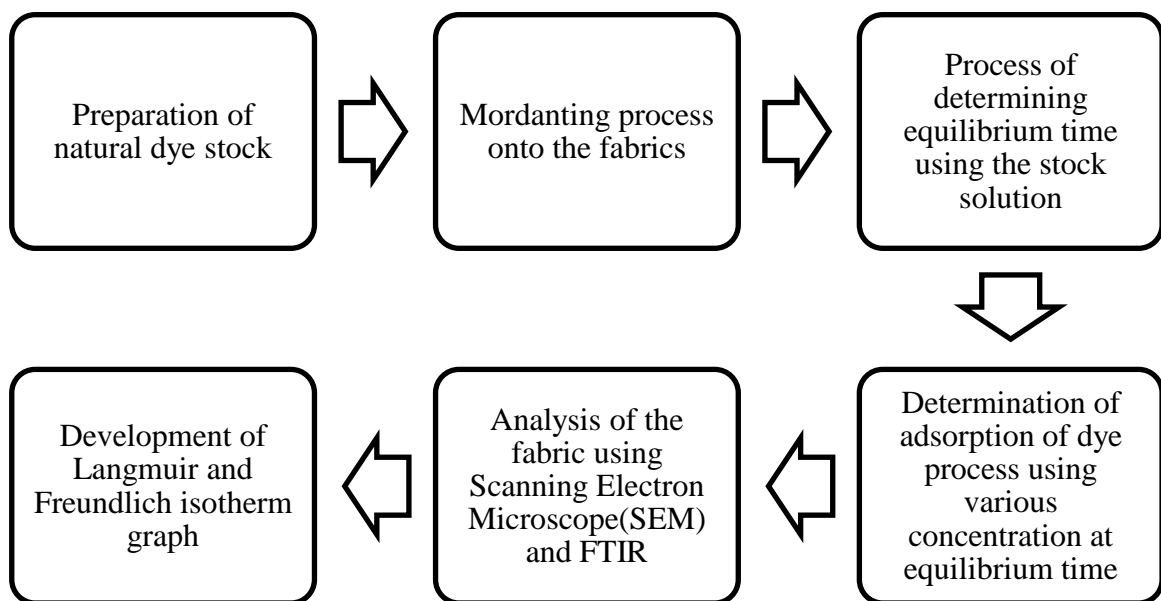 Preparation of
natural dye stock
Mordanting process
onto the fabrics
Process of
determining
equilibrium time
using the stock
solution
Determination of
adsorption of dye
process using
various
concentration at
equilibrium time
Analysis of the
fabric using
Scanning Electron
Microscope(SEM)
and FTIR
Development of
Langmuir and
Freundlich isotherm
graph